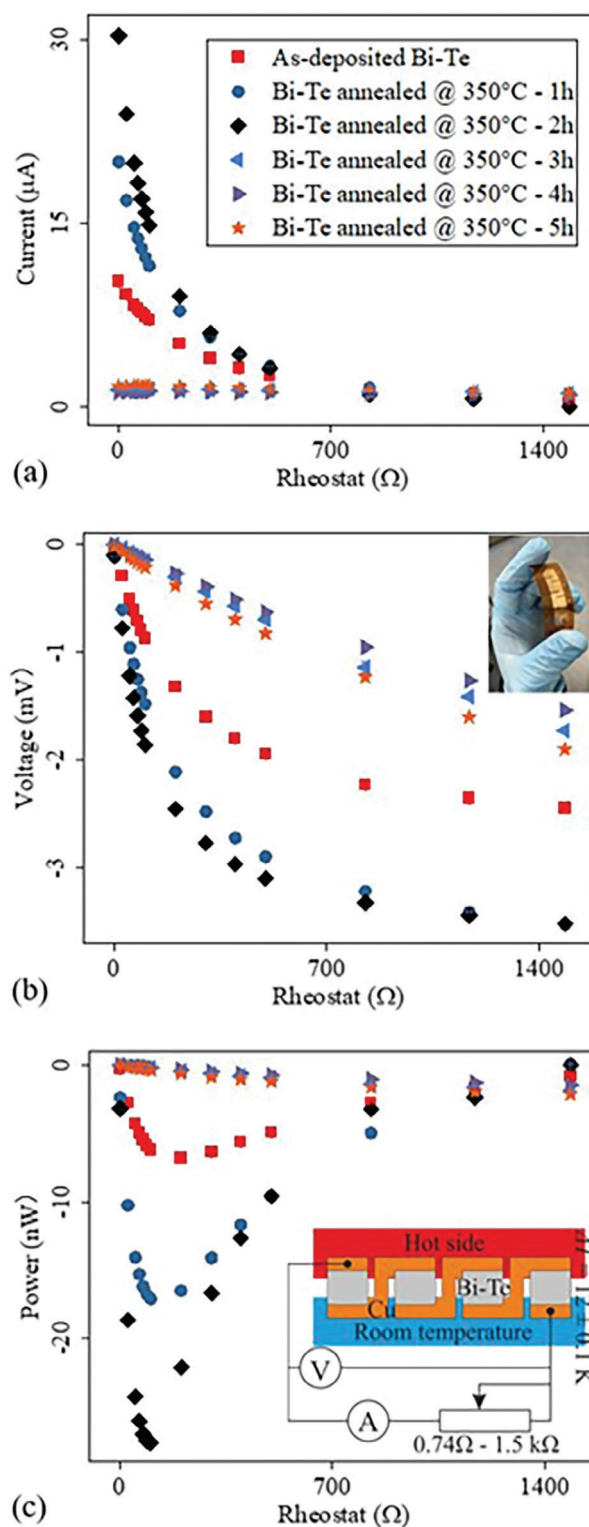 30
15
0
Current (μA)
As-deposited Bi-Te
Bi-Te annealed @ 350°C - 1h
Bi-Te annealed @ 350°C - 2h
Bi-Te annealed @ 350°C - 3h
Bi-Te annealed @ 350°C - 4h
Bi-Te annealed @ 350°C - 5h
0 700 1400
(a) Rheostat (Ω)
0
-1
-2
-3
Voltage (mV)
0 700 1400
(b) Rheostat (Ω)
0
-10
-20
Power (nW)
Hot side
Bi-Te
Cu
Room temperature
V
A
0.74Ω - 1.5 kΩ
0 700 1400
(c) Rheostat (Ω)